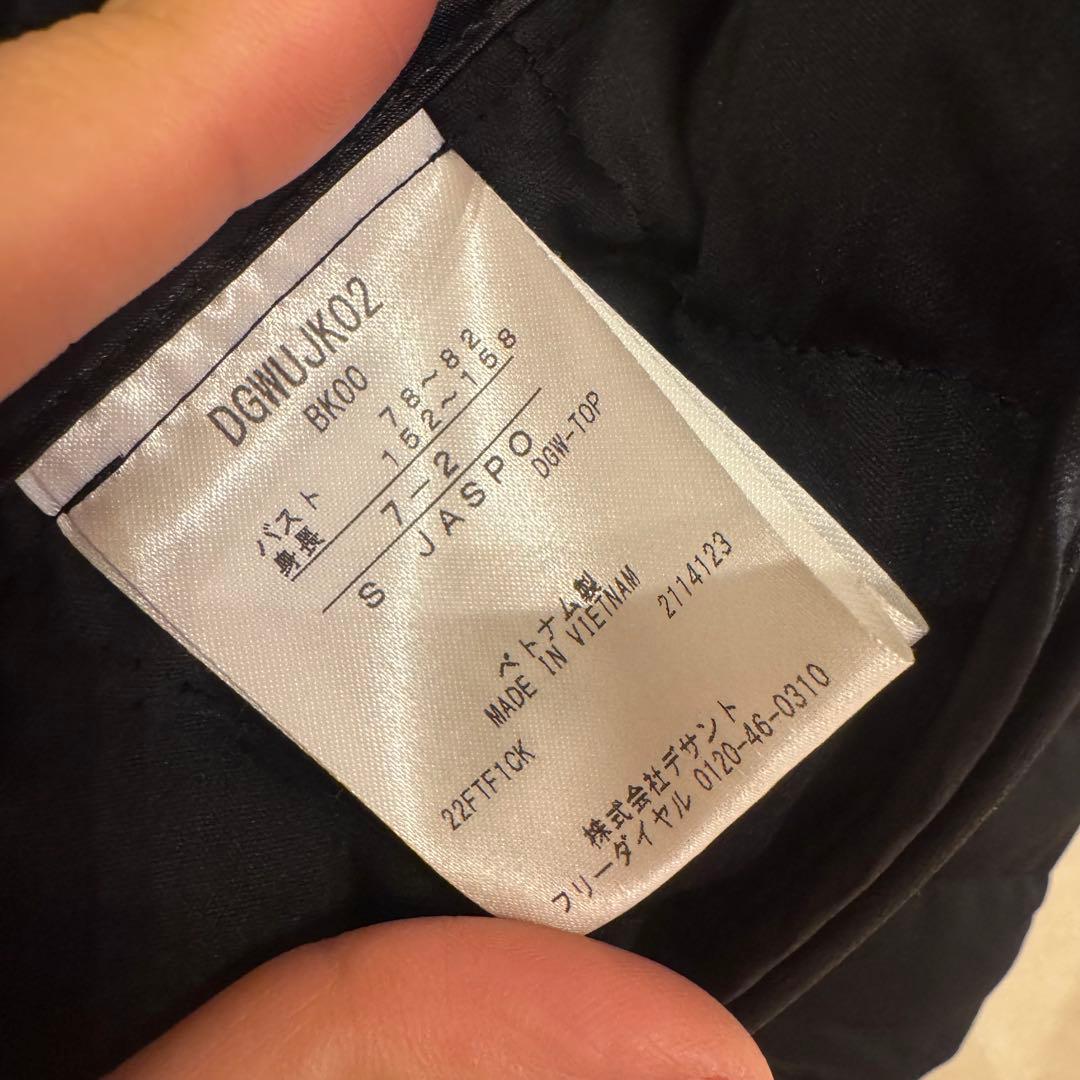 DGWUJK02
BK00
バスト 78～82
身長 152～158
7-2
S JASPO
DGW-TOP
ベトナム製
MADE IN VIETNAM 2114123
22FTF1CK
株式会社デサント
フリーダイヤル 0120-46-0310